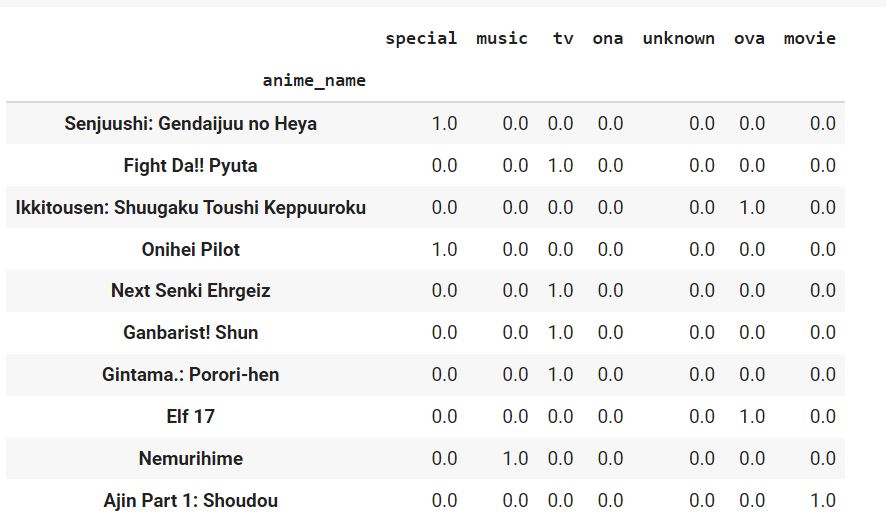 special music tv ona unknown ova movie
anime_name
Senjuushi: Gendaijuu no Heya 1.0 0.0 0.0 0.0 0.0 0.0 0.0
Fight Da!! Pyuta 0.0 0.0 1.0 0.0 0.0 0.0 0.0
Ikkitousen: Shuugaku Toushi Keppuuroku 0.0 0.0 0.0 0.0 0.0 1.0 0.0
Onihei Pilot 1.0 0.0 0.0 0.0 0.0 0.0 0.0
Next Senki Ehrgeiz 0.0 0.0 1.0 0.0 0.0 0.0 0.0
Ganbarist! Shun 0.0 0.0 1.0 0.0 0.0 0.0 0.0
Gintama.: Porori-hen 0.0 0.0 1.0 0.0 0.0 0.0 0.0
Elf 17 0.0 0.0 0.0 0.0 0.0 1.0 0.0
Nemurihime 0.0 1.0 0.0 0.0 0.0 0.0 0.0
Ajin Part 1: Shoudou 0.0 0.0 0.0 0.0 0.0 0.0 1.0